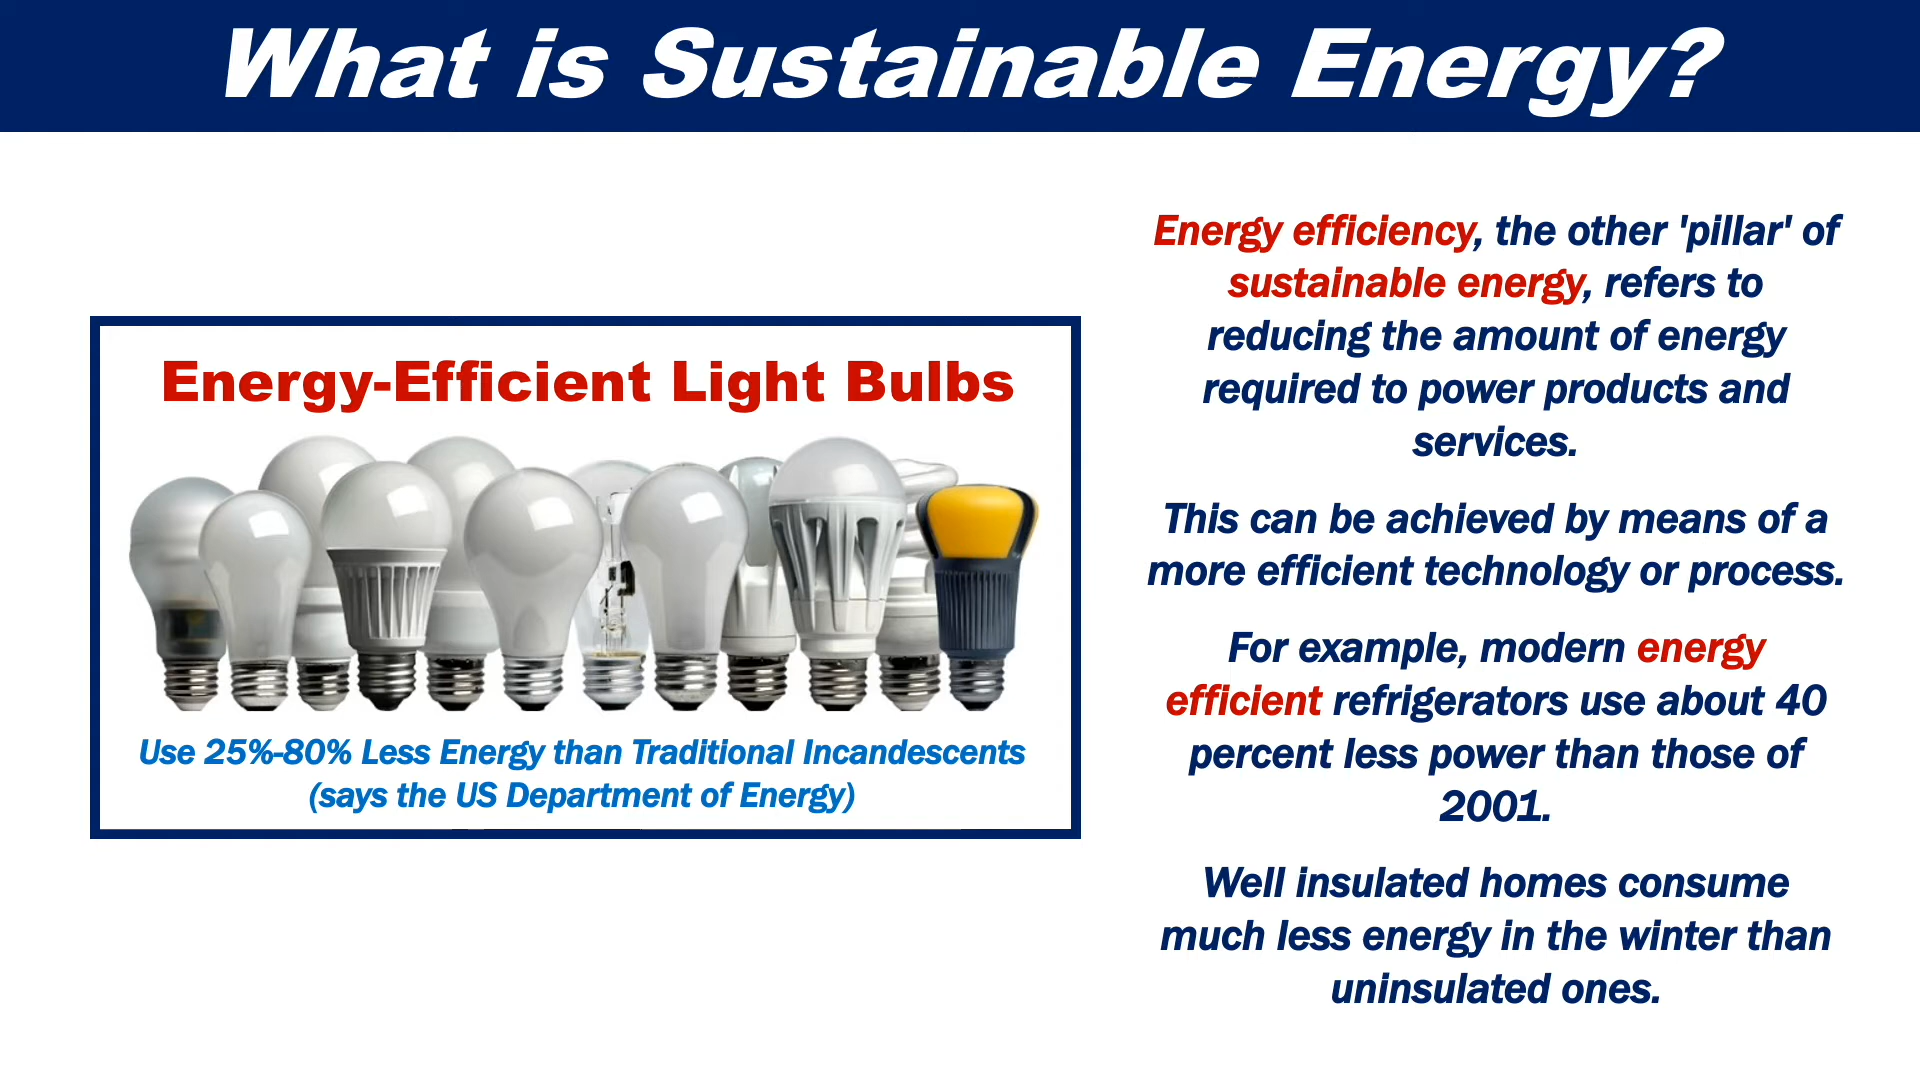 What is Sustainable Energy?
Energy-Efficient Light Bulbs
Use 25%-80% Less Energy than Traditional Incandescents
(says the US Department of Energy)
Energy efficiency, the other 'pillar' of
sustainable energy, refers to
reducing the amount of energy
required to power products and
services.
This can be achieved by means of a
more efficient technology or process.
For example, modern energy
efficient refrigerators use about 40
percent less power than those of
2001.
Well insulated homes consume
much less energy in the winter than
uninsulated ones.